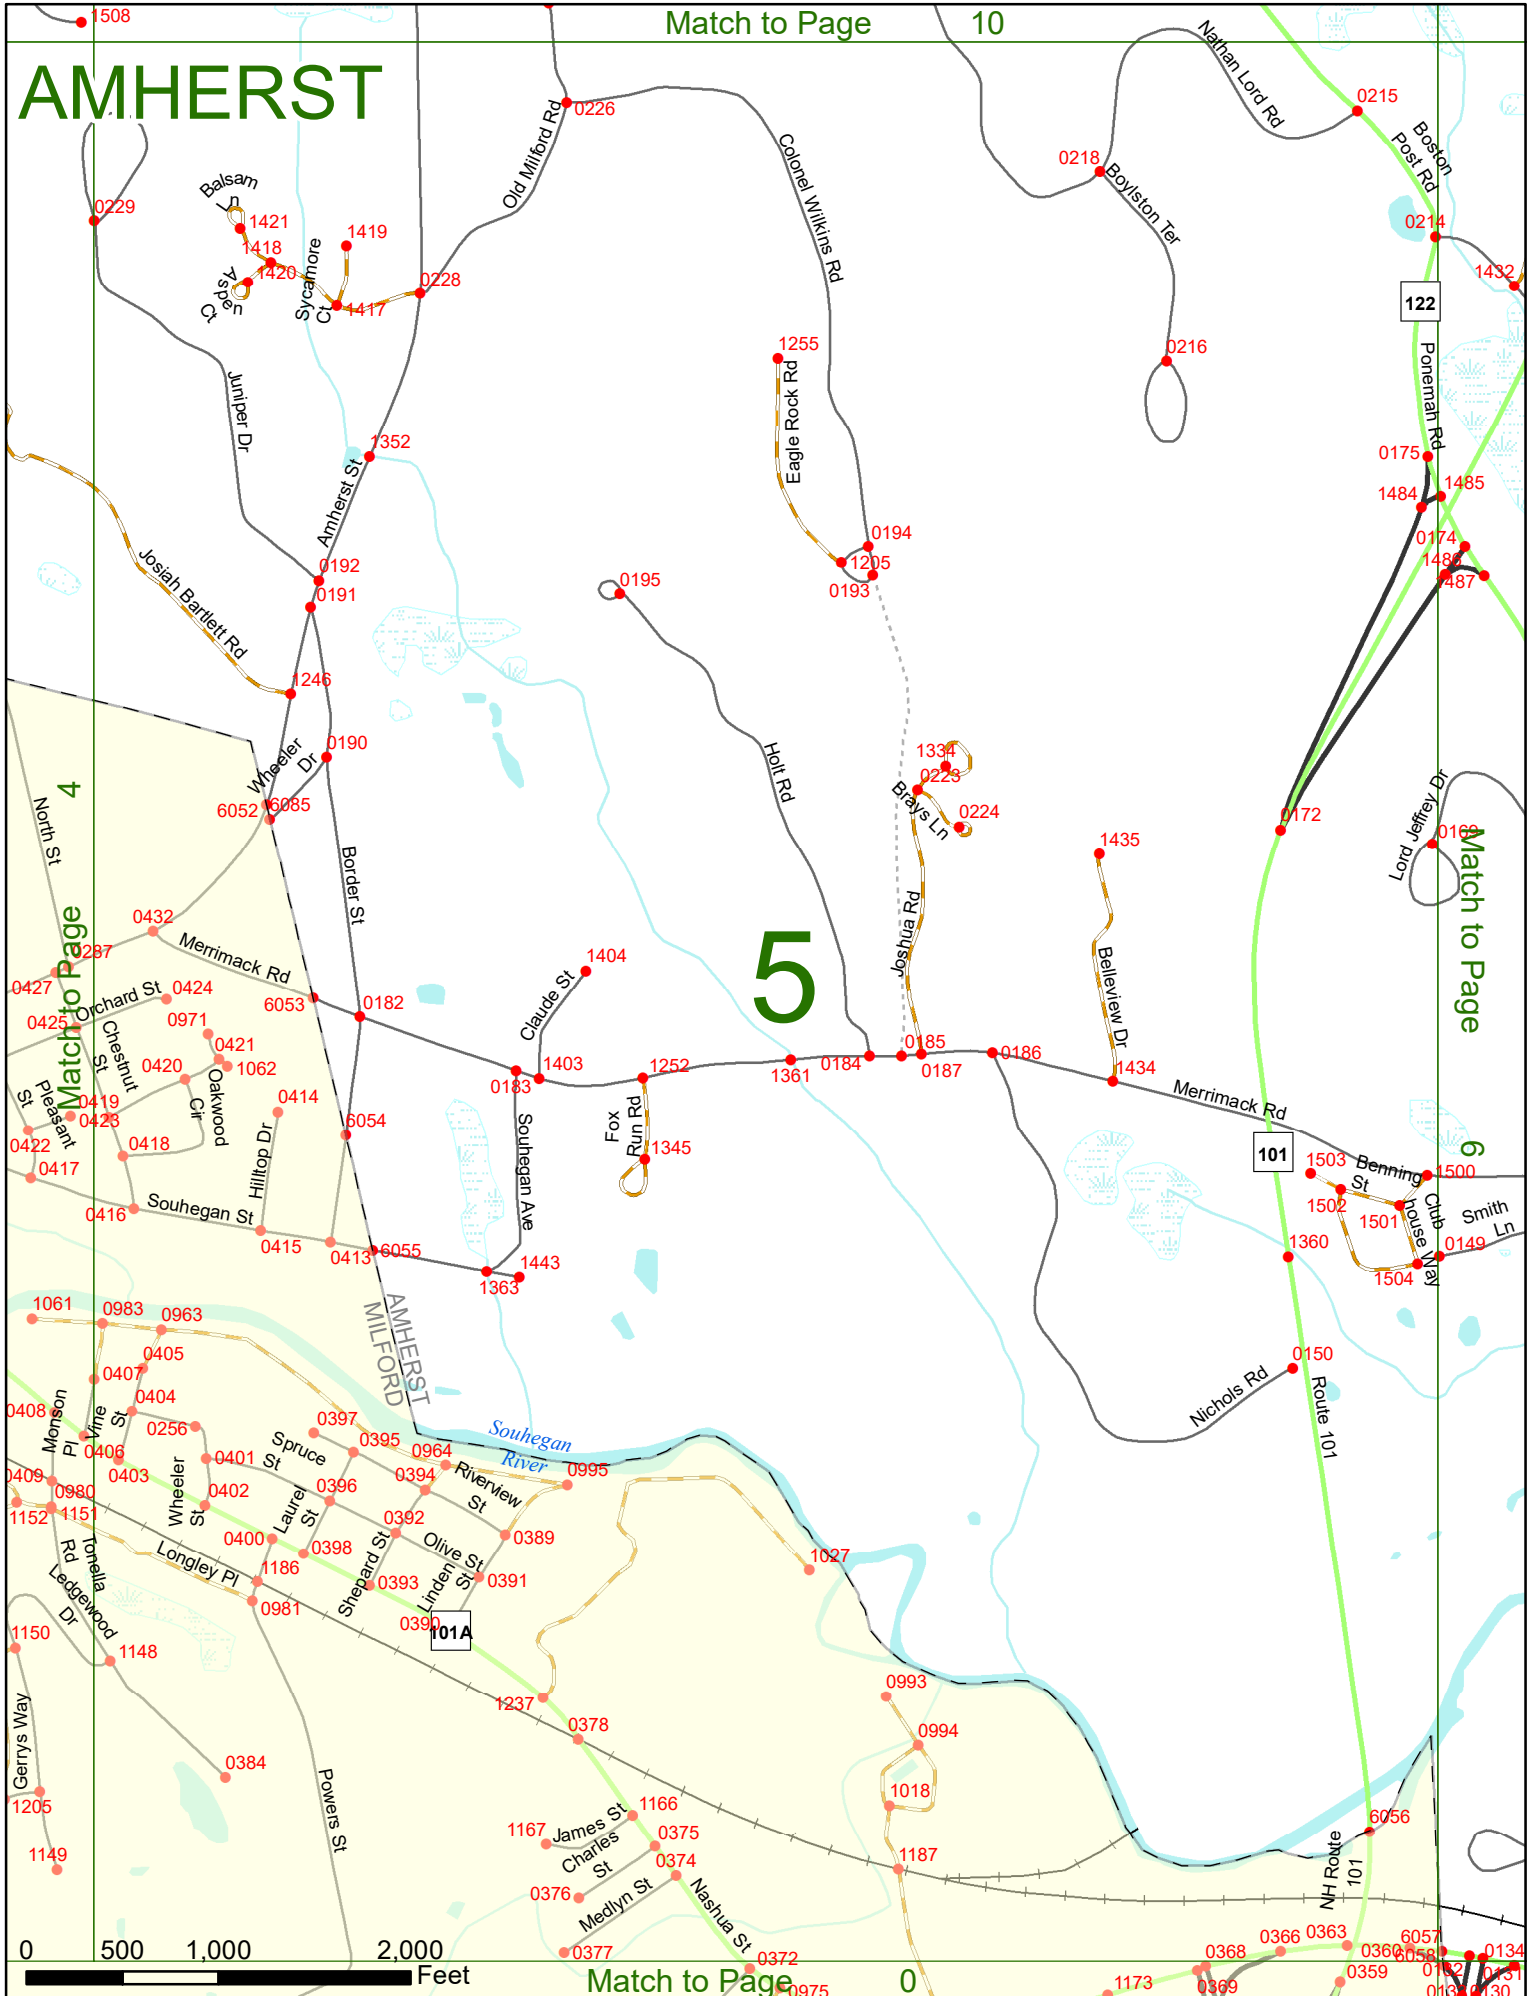 1508
Match to Page 10
AMHERST
0226
Nathan Lord Rd
0215
Boston
Post Rd
Old Milford Rd
Colonel Wilkins Rd
0218
Boylston Ter
Balsam
Ln
0229
1421
1419
0214
1418
1420
Sycamore
Ct
Aspen
Ct
0228
1417
1432
122
1255
0216
Ponemah Rd
Juniper Dr
Eagle Rock Rd
1352
0175
Amherst St
1484
1485
0194
0174
1205
1486
Josiah Bartlett Rd
0192
0193
1487
0195
0191
1246
0190
Wheeler
Dr
Holt Rd
1334
0223
Brays Ln
0224
4
North St
6052
6085
0172
Lord Jeffrey Dr
0169
Match to Page
1435
Border St
Joshua Rd
0432
Match to Page
Merrimack Rd
5
0287
0427
1404
Belleview Dr
Claude St
Orchard St
0424
6053
0182
0425
0971
Chestnut
St
0421
1062
0185
0186
0184
0187
1361
1252
1403
0183
0420
Oakwood
Cir
1434
Merrimack Rd
Pleasant
St
0419
0423
0414
6054
Souhegan Ave
Fox
Run Rd
0422
0418
Hilltop Dr
1345
101
6
0417
1503
Benning
St
1500
0416
Souhegan St
1502
1501
Club
house Way
Smith
Ln
0415
0413
6055
1443
1363
1360
1504
0149
AMHERST
MILFORD
1061
0983
0963
0405
0407
0150
Route 101
0408
0404
Monson
Pl
Vine
St
0256
0397
Nichols Rd
Souhegan
River
0406
0403
0401
Spruce
St
0395
0964
0995
0409
0394
Riverview
St
0980
Wheeler
St
0402
0396
1152
1151
Laurel
St
0392
0389
0400
0398
Olive St
1027
Tonella
Rd
Longley Pl
1186
Shepard St
0393
Linden
St
0391
Ledgewood
Dr
0981
0390
101A
1150
1148
Gerrys Way
1237
0993
0378
0994
0384
Powers St
1018
1205
1166
1167
James St
6056
Charles
St
0375
NH Route
101
1149
0374
1187
0376
Medlyn St
Nashua St
0 500 1,000 2,000
Feet
0377
0372
0368
0366
0363
0360
6057
6058
0134
0132
0131
0369
0359
Match to Page 0
0975
1173
0130